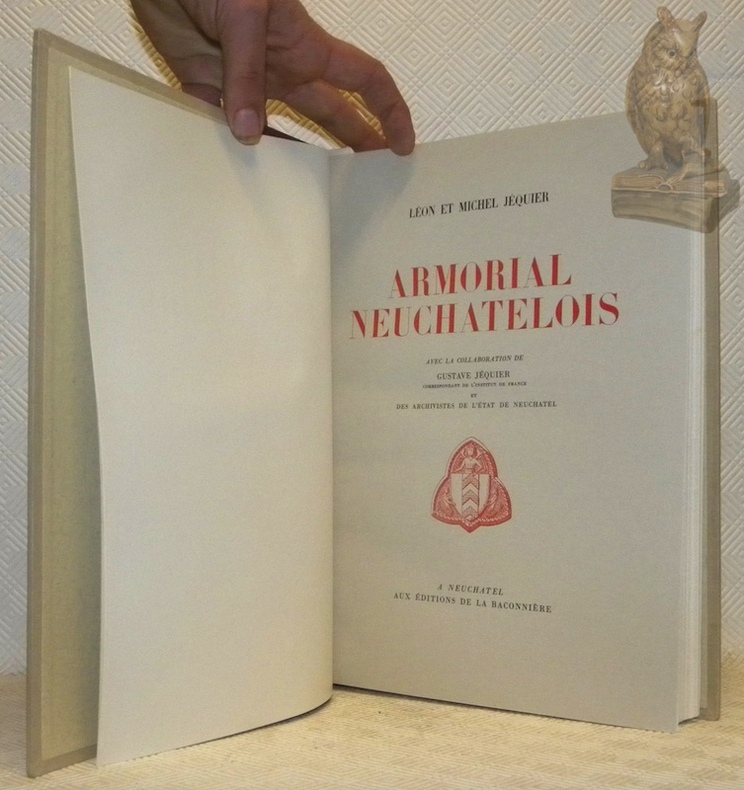 LÉON ET MICHEL JÉQUIER
ARMORIAL
NEUCHATELOIS
AVEC LA COLLABORATION DE
GUSTAVE JÉQUIER
CORRESPONDANT DE L'INSTITUT DE FRANCE
ET
DES ARCHIVISTES DE L'ÉTAT DE NEUCHATEL
A NEUCHATEL
AUX ÉDITIONS DE LA BACONNIÈRE